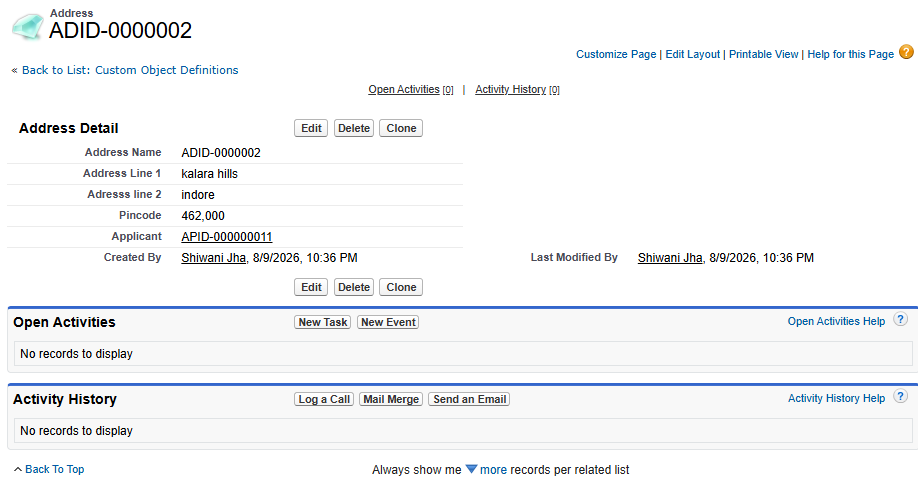 Address
ADID-0000002
Customize Page | Edit Layout | Printable View | Help for this Page ?
« Back to List: Custom Object Definitions
Open Activities [0] | Activity History [0]
Address Detail Edit Delete Clone
Address Name ADID-0000002
Address Line 1 kalara hills
Adresss line 2 indore
Pincode 462,000
Applicant APID-000000011
Created By Shiwani Jha, 8/9/2026, 10:36 PM Last Modified By Shiwani Jha, 8/9/2026, 10:36 PM
Edit Delete Clone
Open Activities New Task New Event Open Activities Help ?
No records to display
Activity History Log a Call Mail Merge Send an Email Activity History Help ?
No records to display
Back To Top Always show me more records per related list